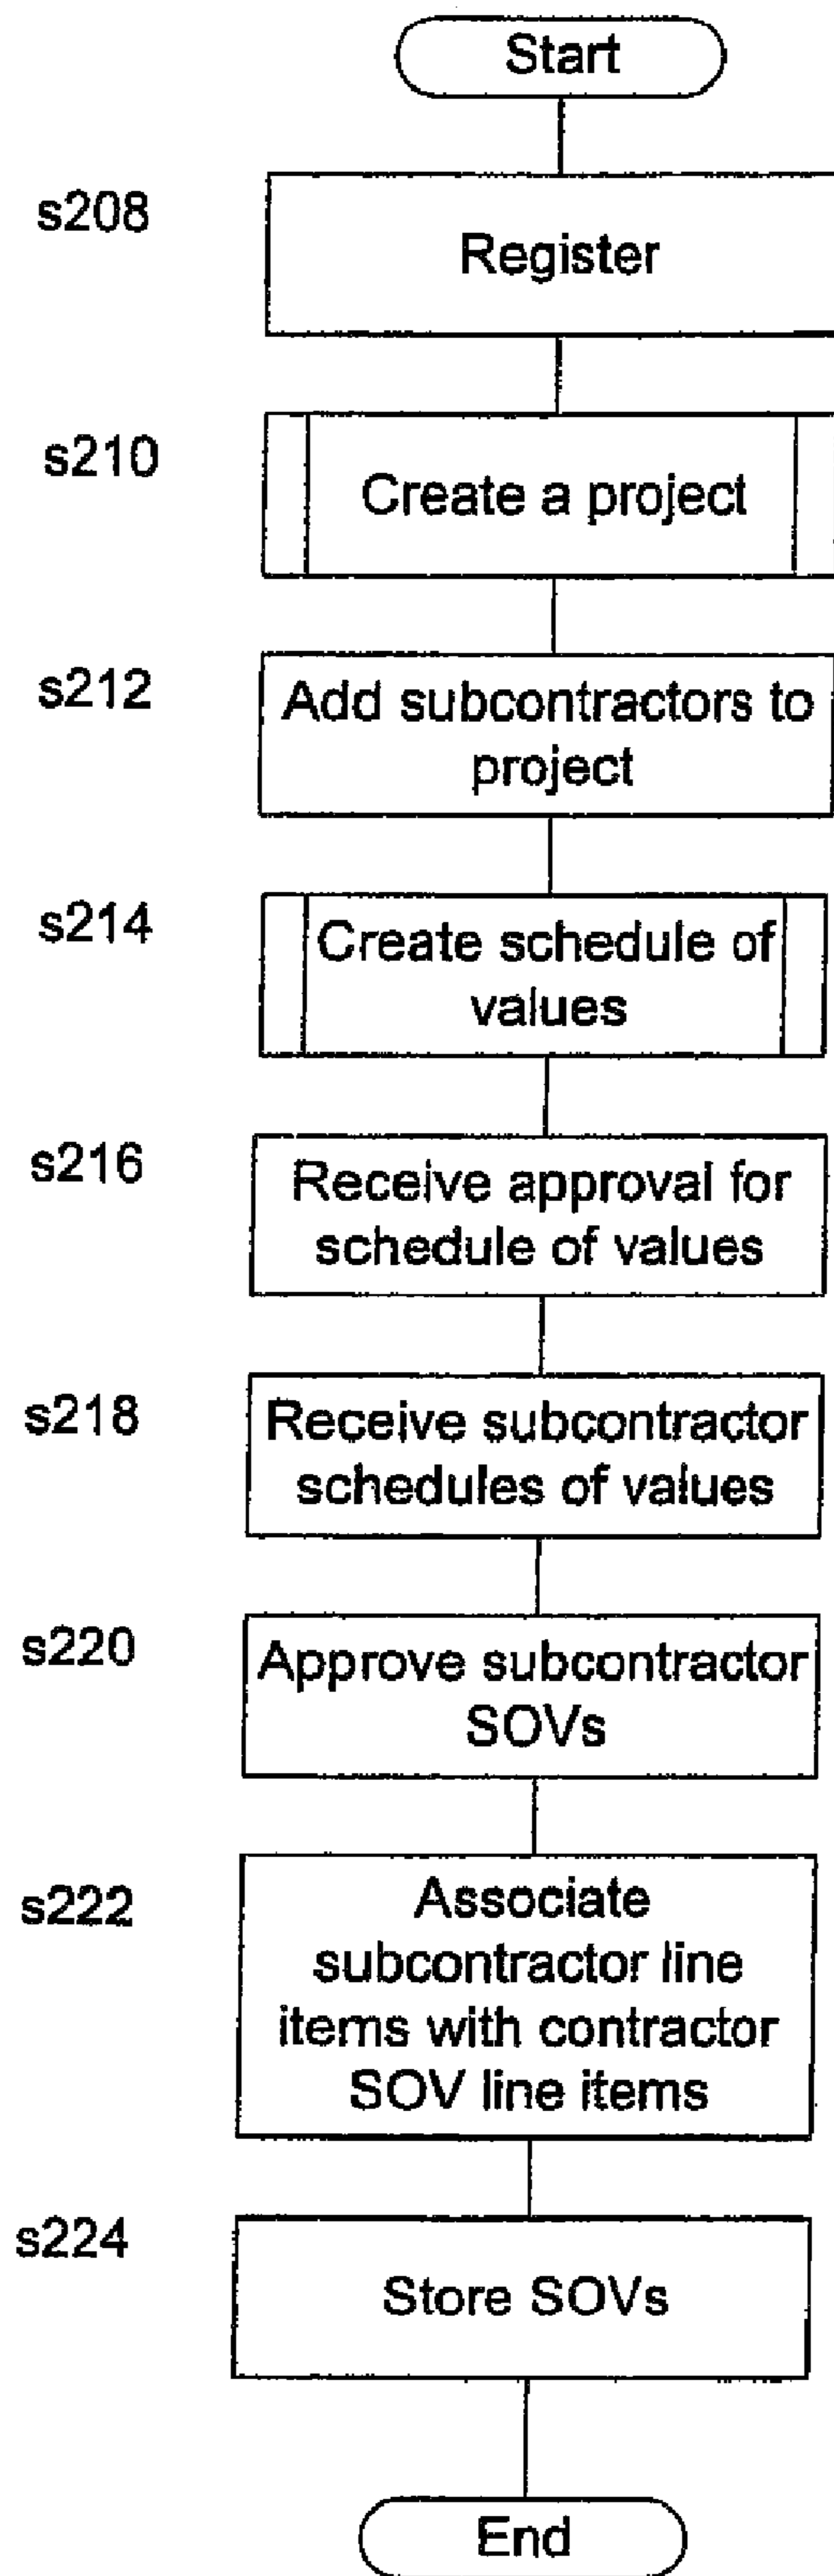 Start
s208
Register
s210
Create a project
s212
Add subcontractors to
project
s214
Create schedule of
values
s216
Receive approval for
schedule of values
s218
Receive subcontractor
schedules of values
s220
Approve subcontractor
SOVs
s222
Associate
subcontractor line
items with contractor
SOV line items
s224
Store SOVs
End